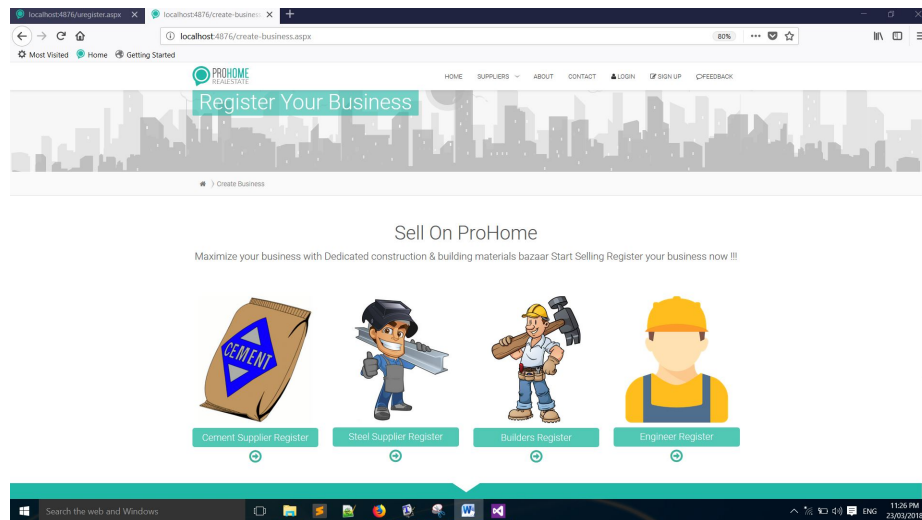 localhost:4876/uregister.aspx
localhost:4876/create-busines
localhost:4876/create-business.aspx
80%
Most Visited Home Getting Started
PROHOME
REALESTATE
HOME SUPPLIERS ABOUT CONTACT LOGIN SIGN UP FEEDBACK
Register Your Business
Create Business
Sell On ProHome
Maximize your business with Dedicated construction & building materials bazaar Start Selling Register your business now !!!
CEMENT
Cement Supplier Register
Steel Supplier Register
Builders Register
Engineer Register
Search the web and Windows
ENG
11:26 PM
23/03/2018